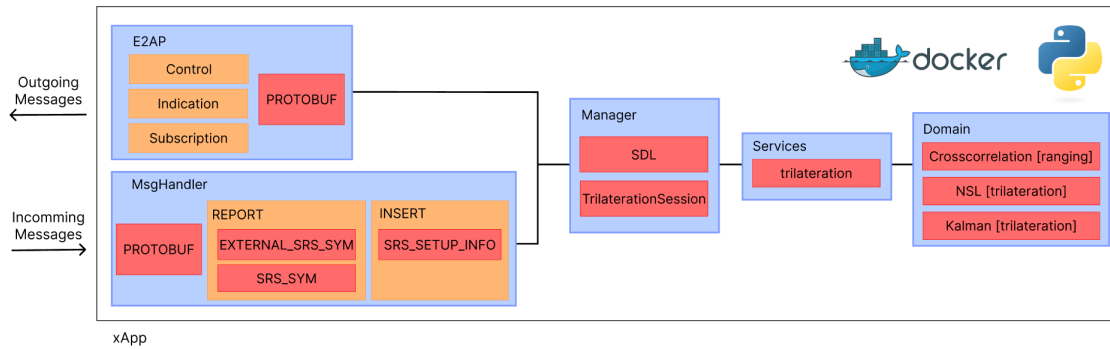 E2AP
Control
Indication
Subscription
PROTOBUF
Outgoing
Messages
MsgHandler
Incomming
Messages
PROTOBUF
REPORT
EXTERNAL_SRS_SYM
SRS_SYM
INSERT
SRS_SETUP_INFO
Manager
SDL
TrilaterationSession
Services
trilateration
docker
Domain
Crosscorrelation [ranging]
NSL [trilateration]
Kalman [trilateration]
xApp